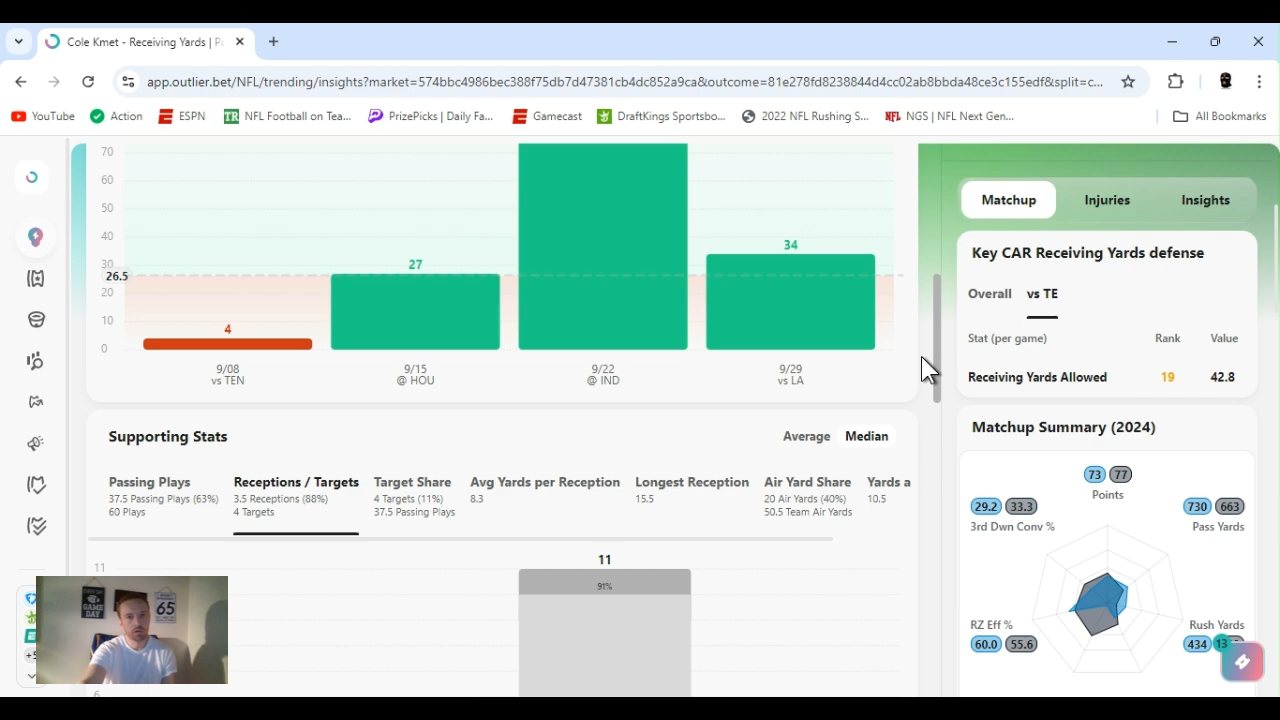 Cole Kmet - Receiving Yards | P
app.outlier.bet/NFL/trending/insights?market=574bbc4986bec388f75db7d47381cb4dc852a9ca&outcome=81e278fd8238844d4cc02ab8bbda48ce3c155edf&split=c...
YouTube Action ESPN NFL Football on Tea... PrizePicks | Daily Fa... Gamecast DraftKings Sportsbo... 2022 NFL Rushing S... NGS | NFL Next Gen... All Bookmarks
70
60
50
40
30
26.5
20
10
0
4
27
34
9/08
vs TEN
9/15
@ HOU
9/22
@ IND
9/29
vs LA
Supporting Stats
Average Median
Passing Plays
37.5 Passing Plays (63%)
60 Plays
Receptions / Targets
3.5 Receptions (88%)
4 Targets
Target Share
4 Targets (11%)
37.5 Passing Plays
Avg Yards per Reception
8.3
Longest Reception
15.5
Air Yard Share
20 Air Yards (40%)
50.5 Team Air Yards
Yards a
10.5
11
11
91%
6
Matchup Injuries Insights
Key CAR Receiving Yards defense
Overall vs TE
Stat (per game) Rank Value
Receiving Yards Allowed 19 42.8
Matchup Summary (2024)
73 77
Points
29.2 33.3
3rd Dwn Conv %
730 663
Pass Yards
RZ Eff %
60.0 55.6
Rush Yards
434 13
+5
GAME
DAY
65